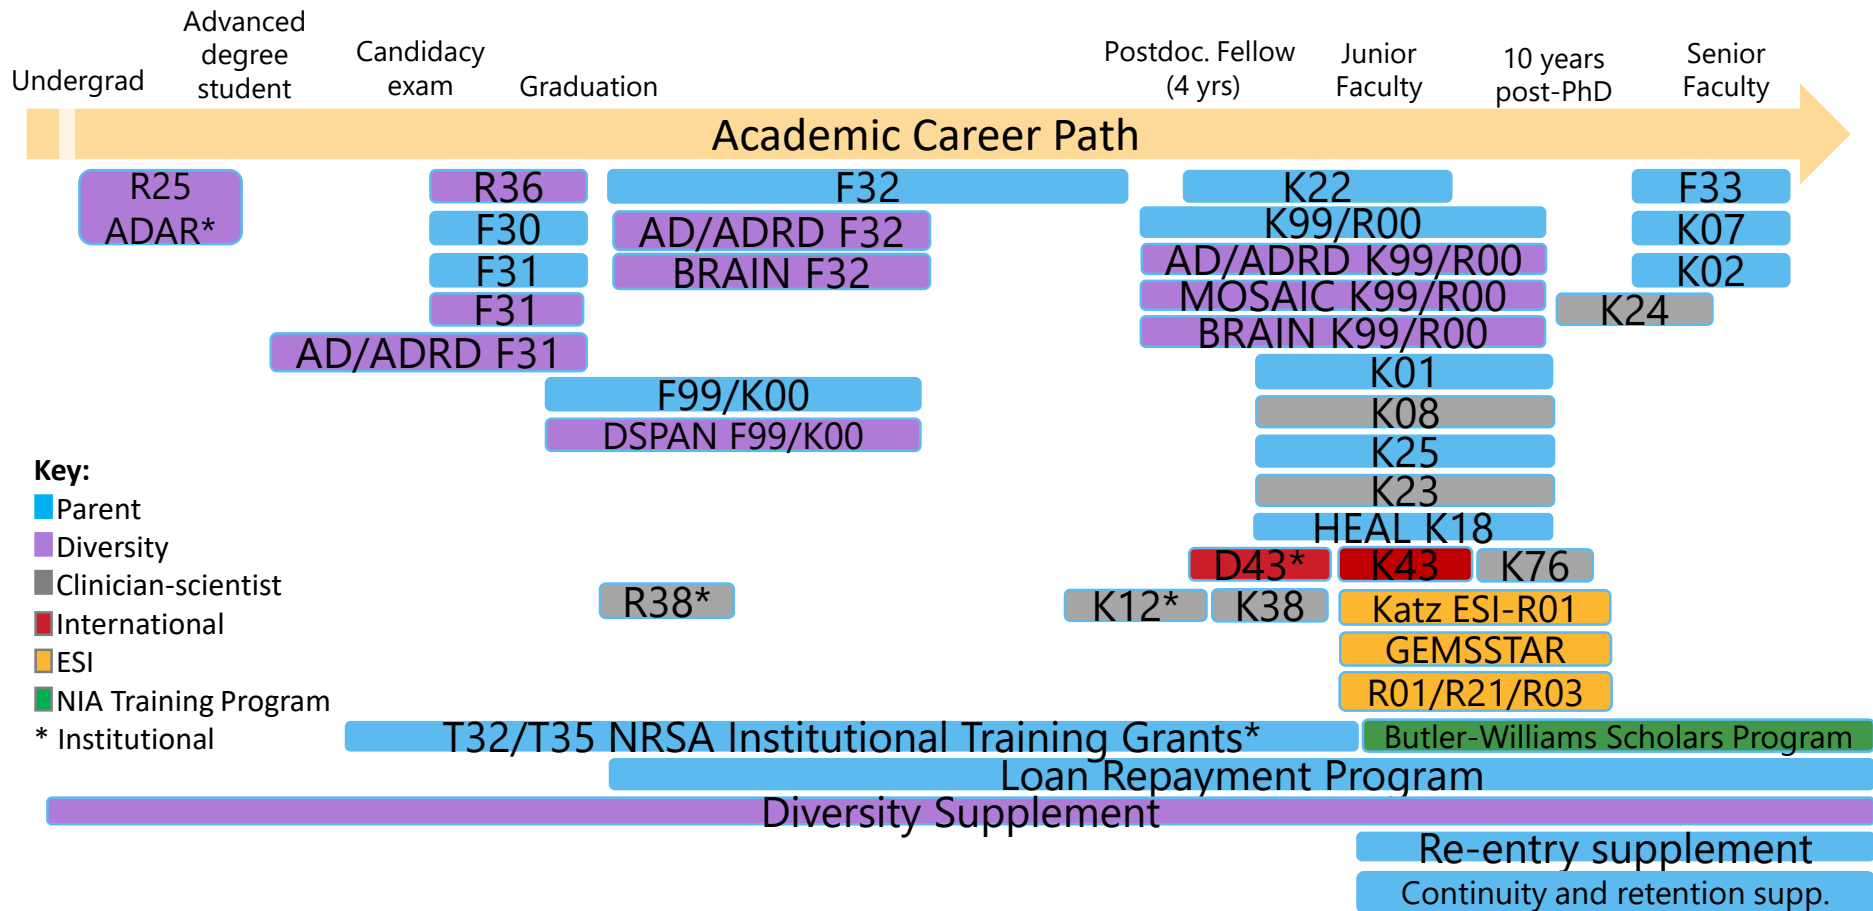 Undergrad
Advanced
degree
student
Candidacy
exam
Graduation
Postdoc. Fellow
(4 yrs)
Junior
Faculty
10 years
post-PhD
Senior
Faculty
Academic Career Path
R25
ADAR*
R36
F30
F31
F31
AD/ADRD F31
F32
AD/ADRD F32
BRAIN F32
F99/K00
DSPAN F99/K00
K22
K99/R00
AD/ADRD K99/R00
MOSAIC K99/R00
BRAIN K99/R00
K01
K08
K25
K23
HEAL K18
F33
K07
K02
K24
D43*
K43
K76
R38*
K12*
K38
Katz ESI-R01
GEMSSTAR
R01/R21/R03
Key:
Parent
Diversity
Clinician-scientist
International
ESI
NIA Training Program
* Institutional
T32/T35 NRSA Institutional Training Grants*
Butler-Williams Scholars Program
Loan Repayment Program
Diversity Supplement
Re-entry supplement
Continuity and retention supp.